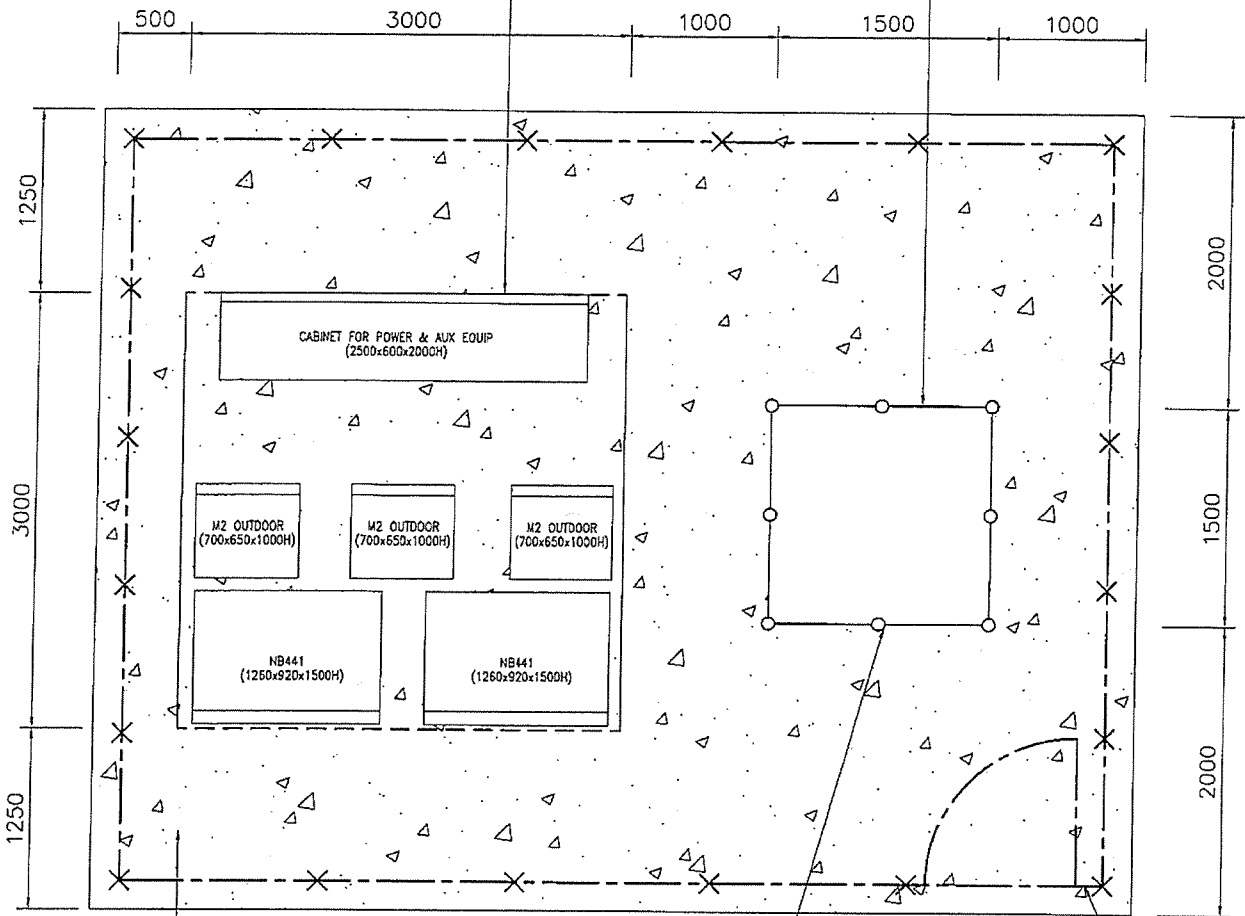 500
3000
1000
1500
1000
1250
2000
CABINET FOR POWER & AUX EQUIP
(2500x600x2000H)
3000
1500
M2 OUTDOOR
(700x650x1000H)
M2 OUTDOOR
(700x650x1000H)
M2 OUTDOOR
(700x650x1000H)
NB441
(1260x920x1500H)
NB441
(1260x920x1500H)
1250
2000